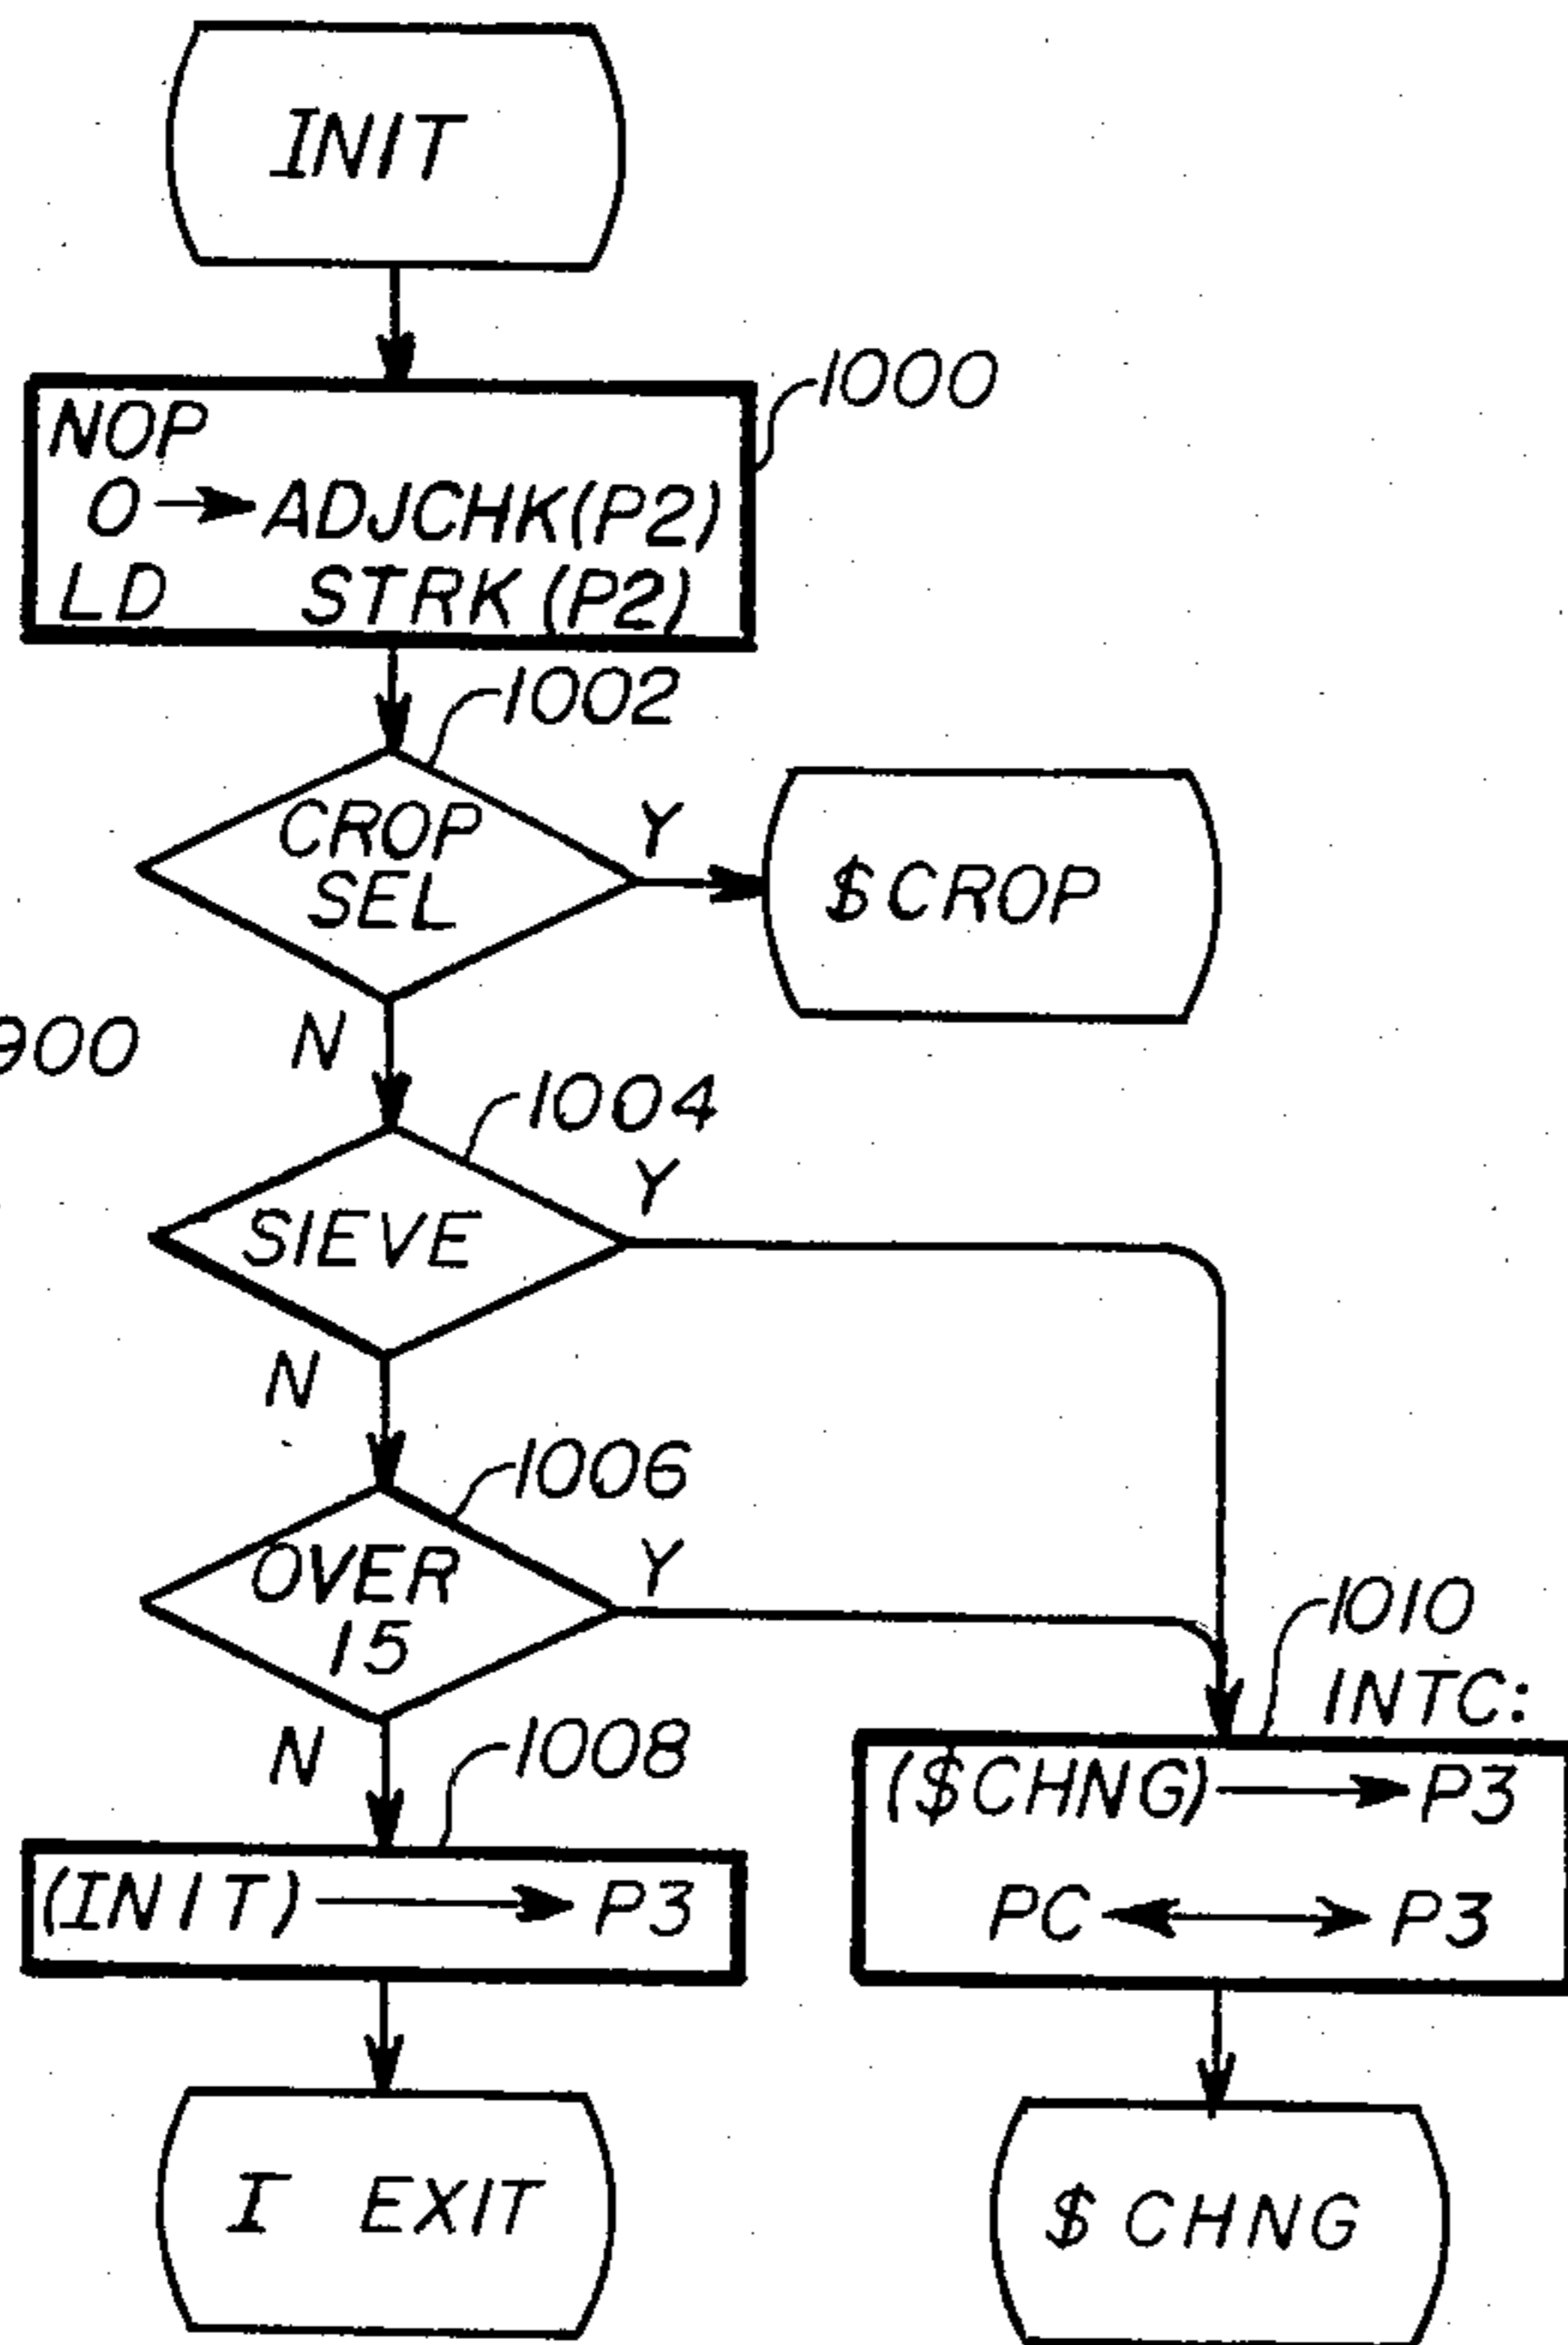 INIT
1000
NOP
0 → ADJCHK(P2)
LD STRK (P2)
1002
CROP
SEL
Y
$CROP
N
900
1004
SIEVE
Y
N
1006
OVER
15
Y
N
1008
(INIT) → P3
1010
INTC:
($CHNG) → P3
PC ↔ P3
I EXIT
$ CHNG